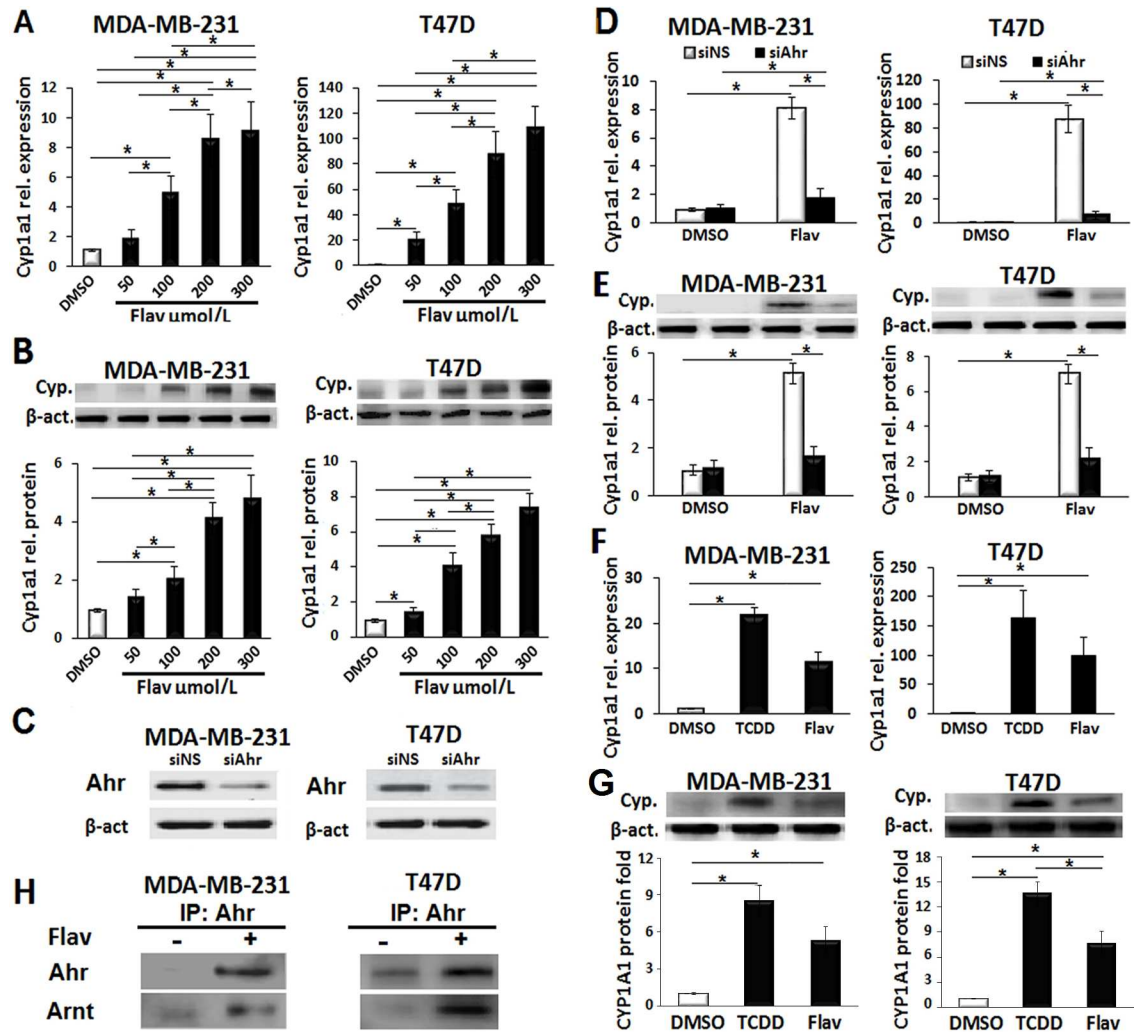 A
MDA-MB-231
T47D
Cyp1a1 rel. expression
12
10
8
6
4
2
0
* * * * * * * * *
DMSO 50 100 200 300
Flav µmol/L
Cyp1a1 rel. expression
140
120
100
80
60
40
20
0
* * * * * * * * *
DMSO 50 100 200 300
Flav µmol/L
B
MDA-MB-231
T47D
Cyp.
β-act.
Cyp.
β-act.
Cyp1a1 rel. protein
6
4
2
0
* * * * * * * *
DMSO 50 100 200 300
Flav µmol/L
Cyp1a1 rel. protein
10
8
6
4
2
0
* * * * * * * * *
DMSO 50 100 200 300
Flav µmol/L
C
MDA-MB-231
siNS siAhr
Ahr
β-act
T47D
siNS siAhr
Ahr
β-act
H
MDA-MB-231
IP: Ahr
T47D
IP: Ahr
Flav - + - +
Ahr
Arnt
D
MDA-MB-231
siNS siAhr
T47D
siNS siAhr
Cyp1a1 rel. expression
10
8
6
4
2
0
* * *
DMSO Flav
Cyp1a1 rel. expression
120
100
80
60
40
20
0
* * *
DMSO Flav
E
MDA-MB-231
T47D
Cyp.
β-act.
Cyp.
β-act.
Cyp1a1 rel. protein
6
4
2
0
* *
DMSO Flav
Cyp1a1 rel. protein
8
6
4
2
0
* *
DMSO Flav
F
MDA-MB-231
T47D
Cyp1a1 rel. expression
30
20
10
0
* *
DMSO TCDD Flav
Cyp1a1 rel. expression
250
200
150
100
50
0
* *
DMSO TCDD Flav
G
MDA-MB-231
T47D
Cyp.
β-act.
Cyp.
β-act.
CYP1A1 protein fold
12
9
6
3
0
* *
DMSO TCDD Flav
CYP1A1 protein fold
18
15
12
9
6
3
0
* * *
DMSO TCDD Flav